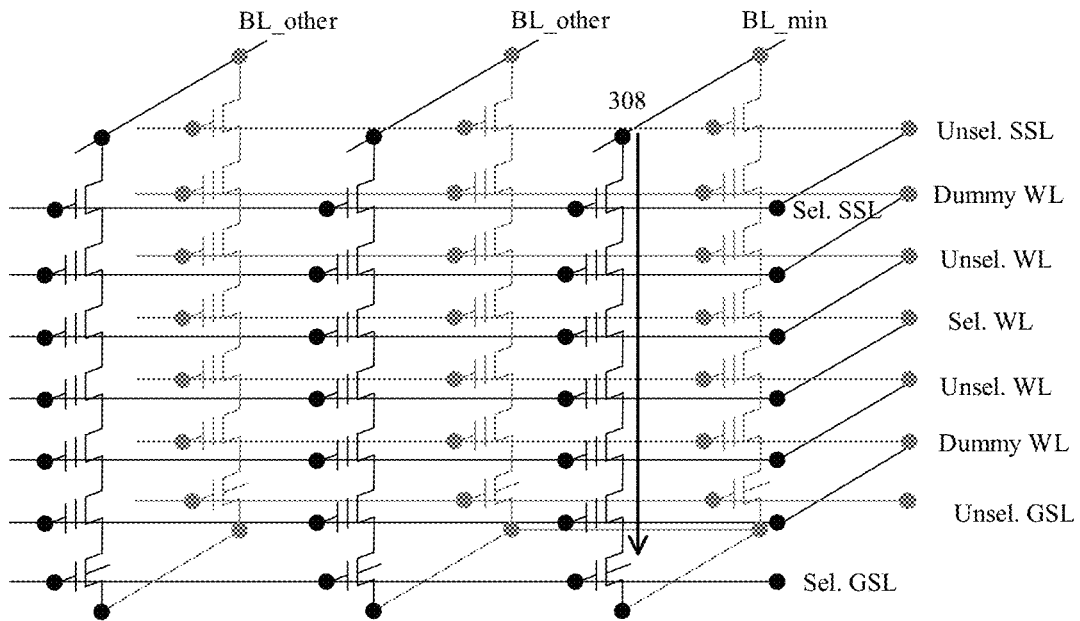 BL_other
BL_other
BL_min
308
Unsel. SSL
Dummy WL
Sel. SSL
Unsel. WL
Sel. WL
Unsel. WL
Dummy WL
Unsel. GSL
Sel. GSL